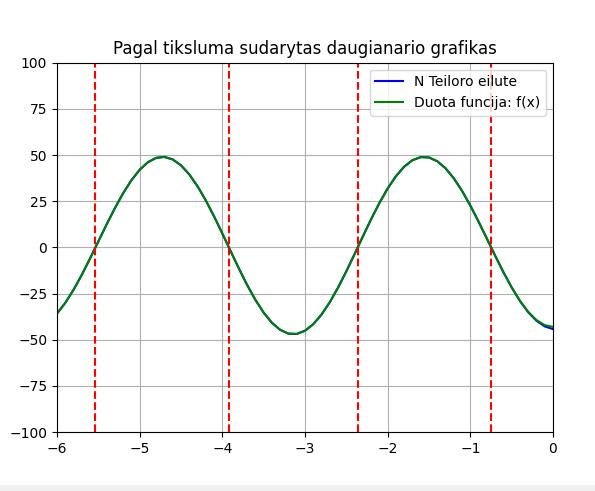 Pagal tiksluma sudarytas daugianario grafikas
N Teiloro eilute
Duota funcija: f(x)
100
75
50
25
0
−25
−50
−75
−100
−6 −5 −4 −3 −2 −1 0